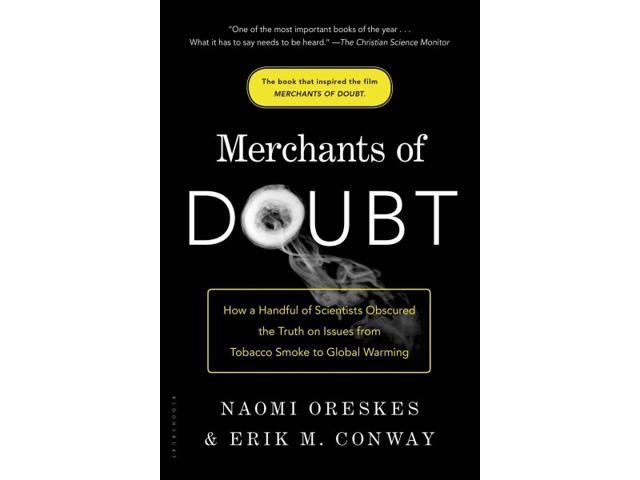 “One of the most important books of the year . . .
What it has to say needs to be heard.” —The Christian Science Monitor
The book that inspired the film
MERCHANTS OF DOUBT.
Merchants of
DOUBT
How a Handful of Scientists Obscured
the Truth on Issues from
Tobacco Smoke to Global Warming
NAOMI ORESKES
& ERIK M. CONWAY
BLOOMSBURY